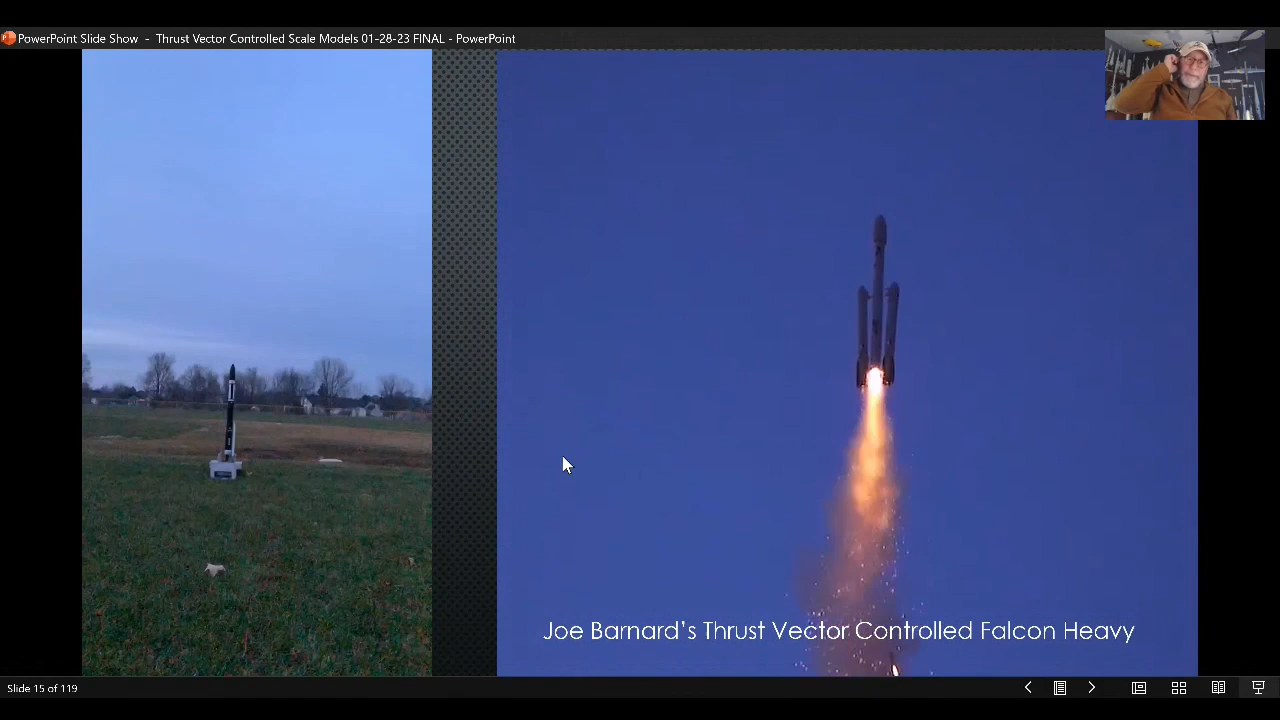 PowerPoint Slide Show - Thrust Vector Controlled Scale Models 01-28-23 FINAL - PowerPoint
Joe Barnard’s Thrust Vector Controlled Falcon Heavy
Slide 15 of 119